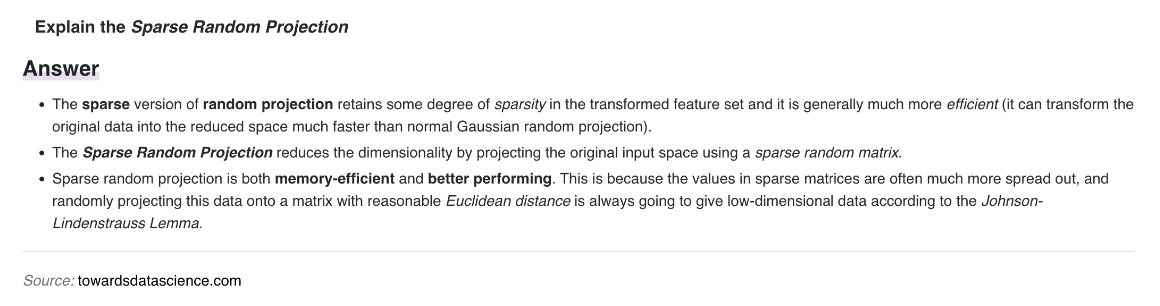 Explain the Sparse Random Projection
Answer
• The sparse version of random projection retains some degree of sparsity in the transformed feature set and it is generally much more efficient (it can transform the
original data into the reduced space much faster than normal Gaussian random projection).
• The Sparse Random Projection reduces the dimensionality by projecting the original input space using a sparse random matrix.
• Sparse random projection is both memory-efficient and better performing. This is because the values in sparse matrices are often much more spread out, and
randomly projecting this data onto a matrix with reasonable Euclidean distance is always going to give low-dimensional data according to the Johnson-
Lindenstrauss Lemma.
Source: towardsdatascience.com